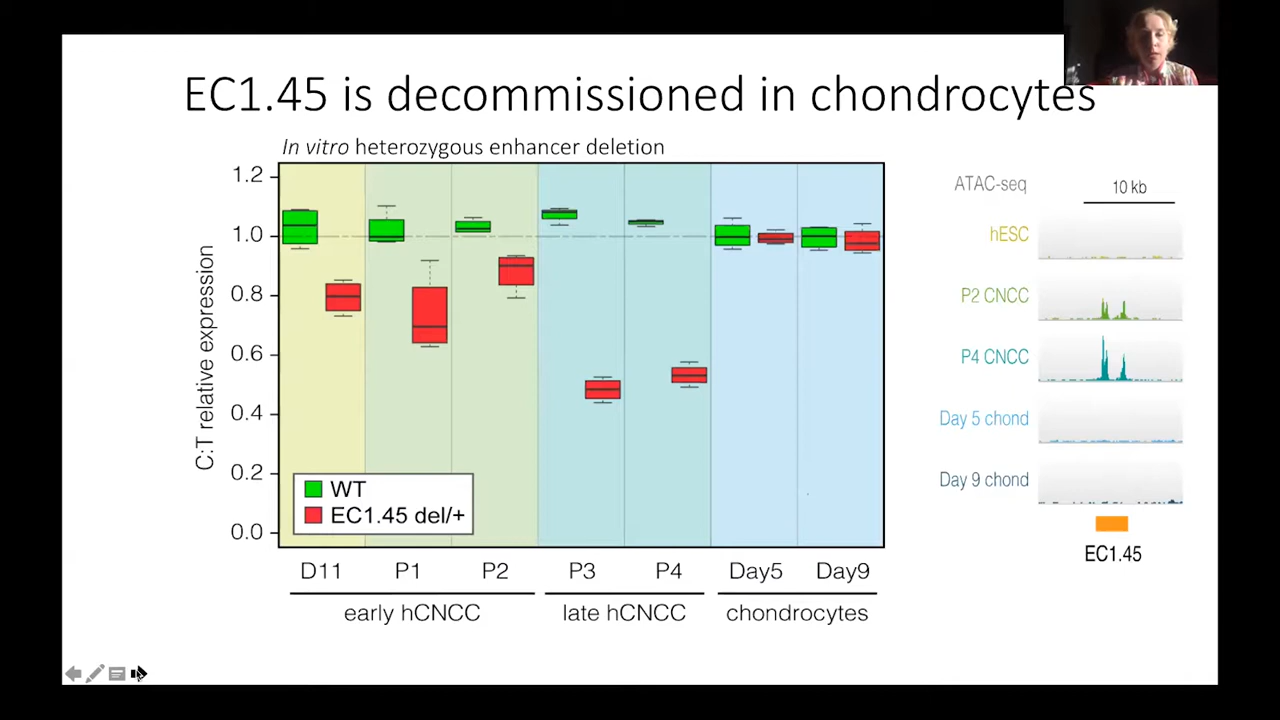 EC1.45 is decommissioned in chondrocytes
In vitro heterozygous enhancer deletion
C:T relative expression
1.2
1.0
0.8
0.6
0.4
0.2
0.0
WT
EC1.45 del/+
D11 P1 P2 P3 P4 Day5 Day9
early hCNCC late hCNCC chondrocytes
ATAC-seq 10 kb
hESC
P2 CNCC
P4 CNCC
Day 5 chond
Day 9 chond
EC1.45